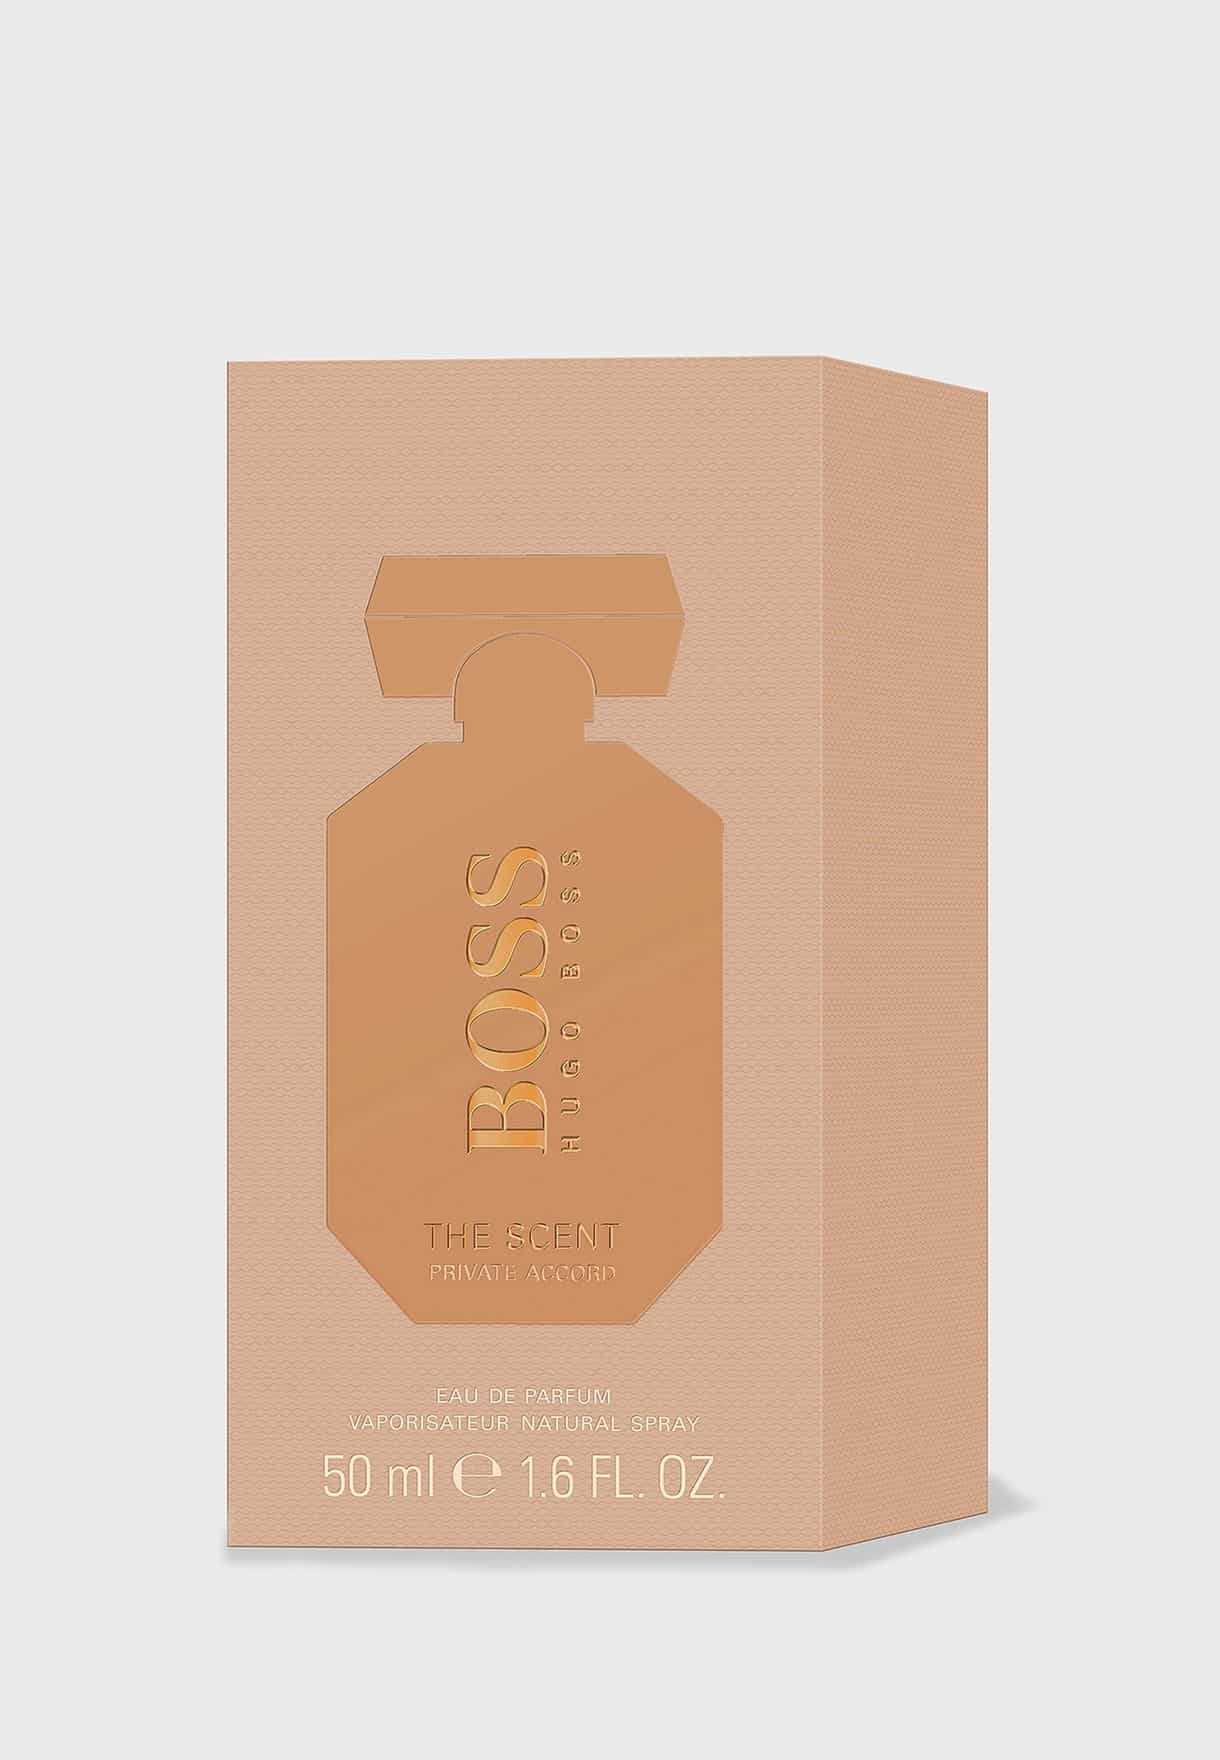 BOSS
HUGO BOSS
THE SCENT
PRIVATE ACCORD
EAU DE PARFUM
VAPORISATEUR NATURAL SPRAY
50 ml ℮ 1.6 FL. OZ.